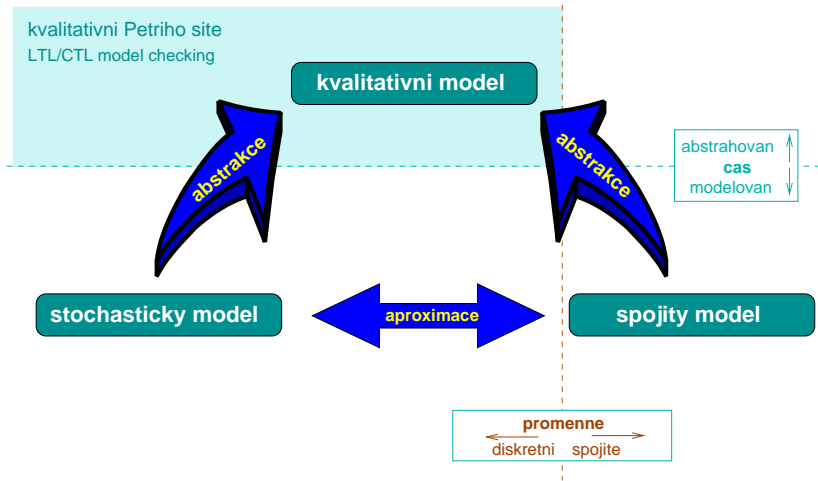 kvalitativni Petriho site
LTL/CTL model checking
kvalitativni model
abstrakce
abstrakce
abstrahovan
cas
modelovan
stochasticky model
aproximace
spojity model
promenne
diskretni spojite